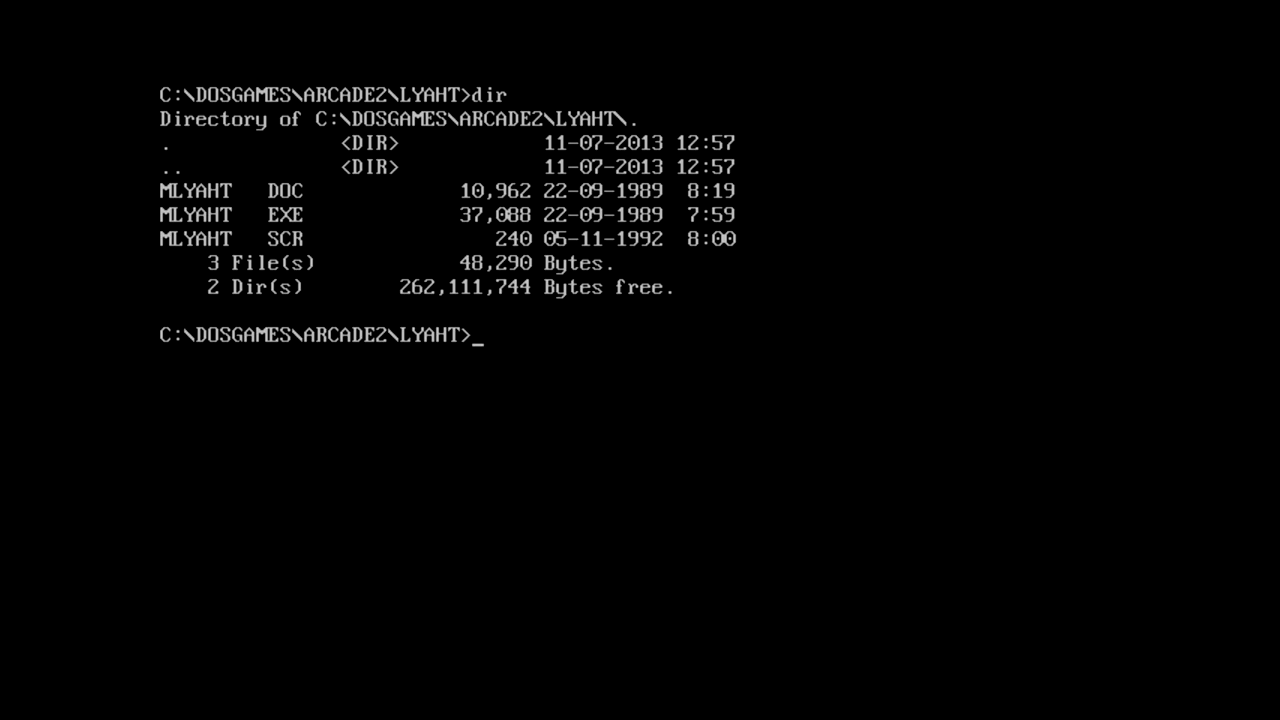 C:\DOSGAMES\ARCADE2\LYAHT>dir
Directory of C:\DOSGAMES\ARCADE2\LYAHT\.
.              <DIR>            11-07-2013 12:57
..             <DIR>            11-07-2013 12:57
MLYAHT   DOC             10,962 22-09-1989  8:19
MLYAHT   EXE             37,088 22-09-1989  7:59
MLYAHT   SCR                240 05-11-1992  8:00
    3 File(s)            48,290 Bytes.
    2 Dir(s)        262,111,744 Bytes free.
C:\DOSGAMES\ARCADE2\LYAHT>_